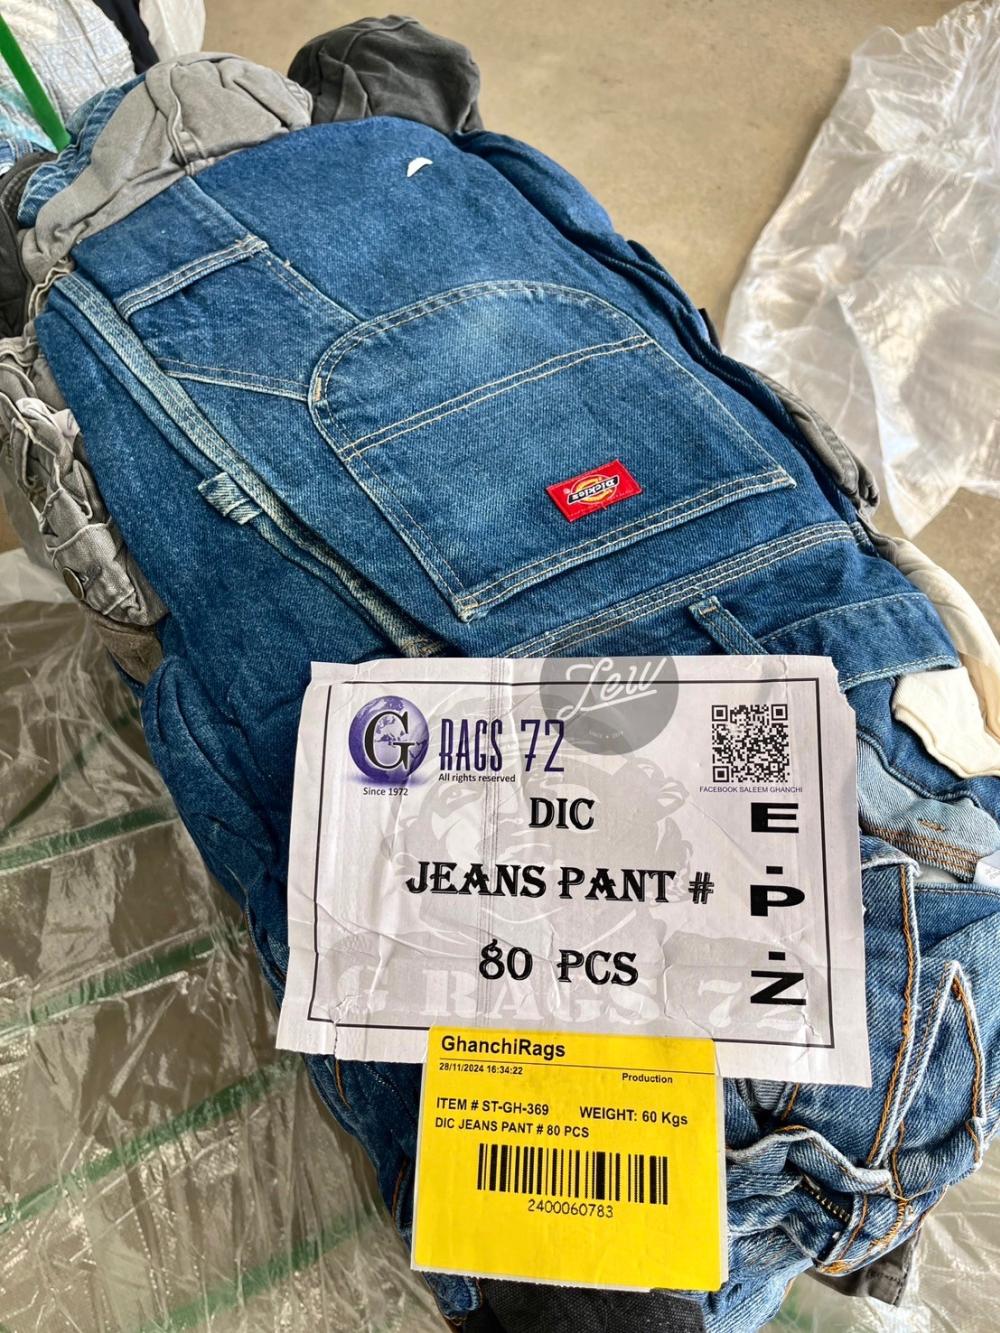 Dickies
Lew
SINCE
G RAGS 72
All rights reserved
Since 1972
FACEBOOK SALEEM GHANCHI
DIC
JEANS PANT #
80 PCS
E.P.Z
G RAGS 72
GhanchiRags
28/11/2024 16:34:22
Production
ITEM # ST-GH-369 WEIGHT: 60 Kgs
DIC JEANS PANT # 80 PCS
2400060783